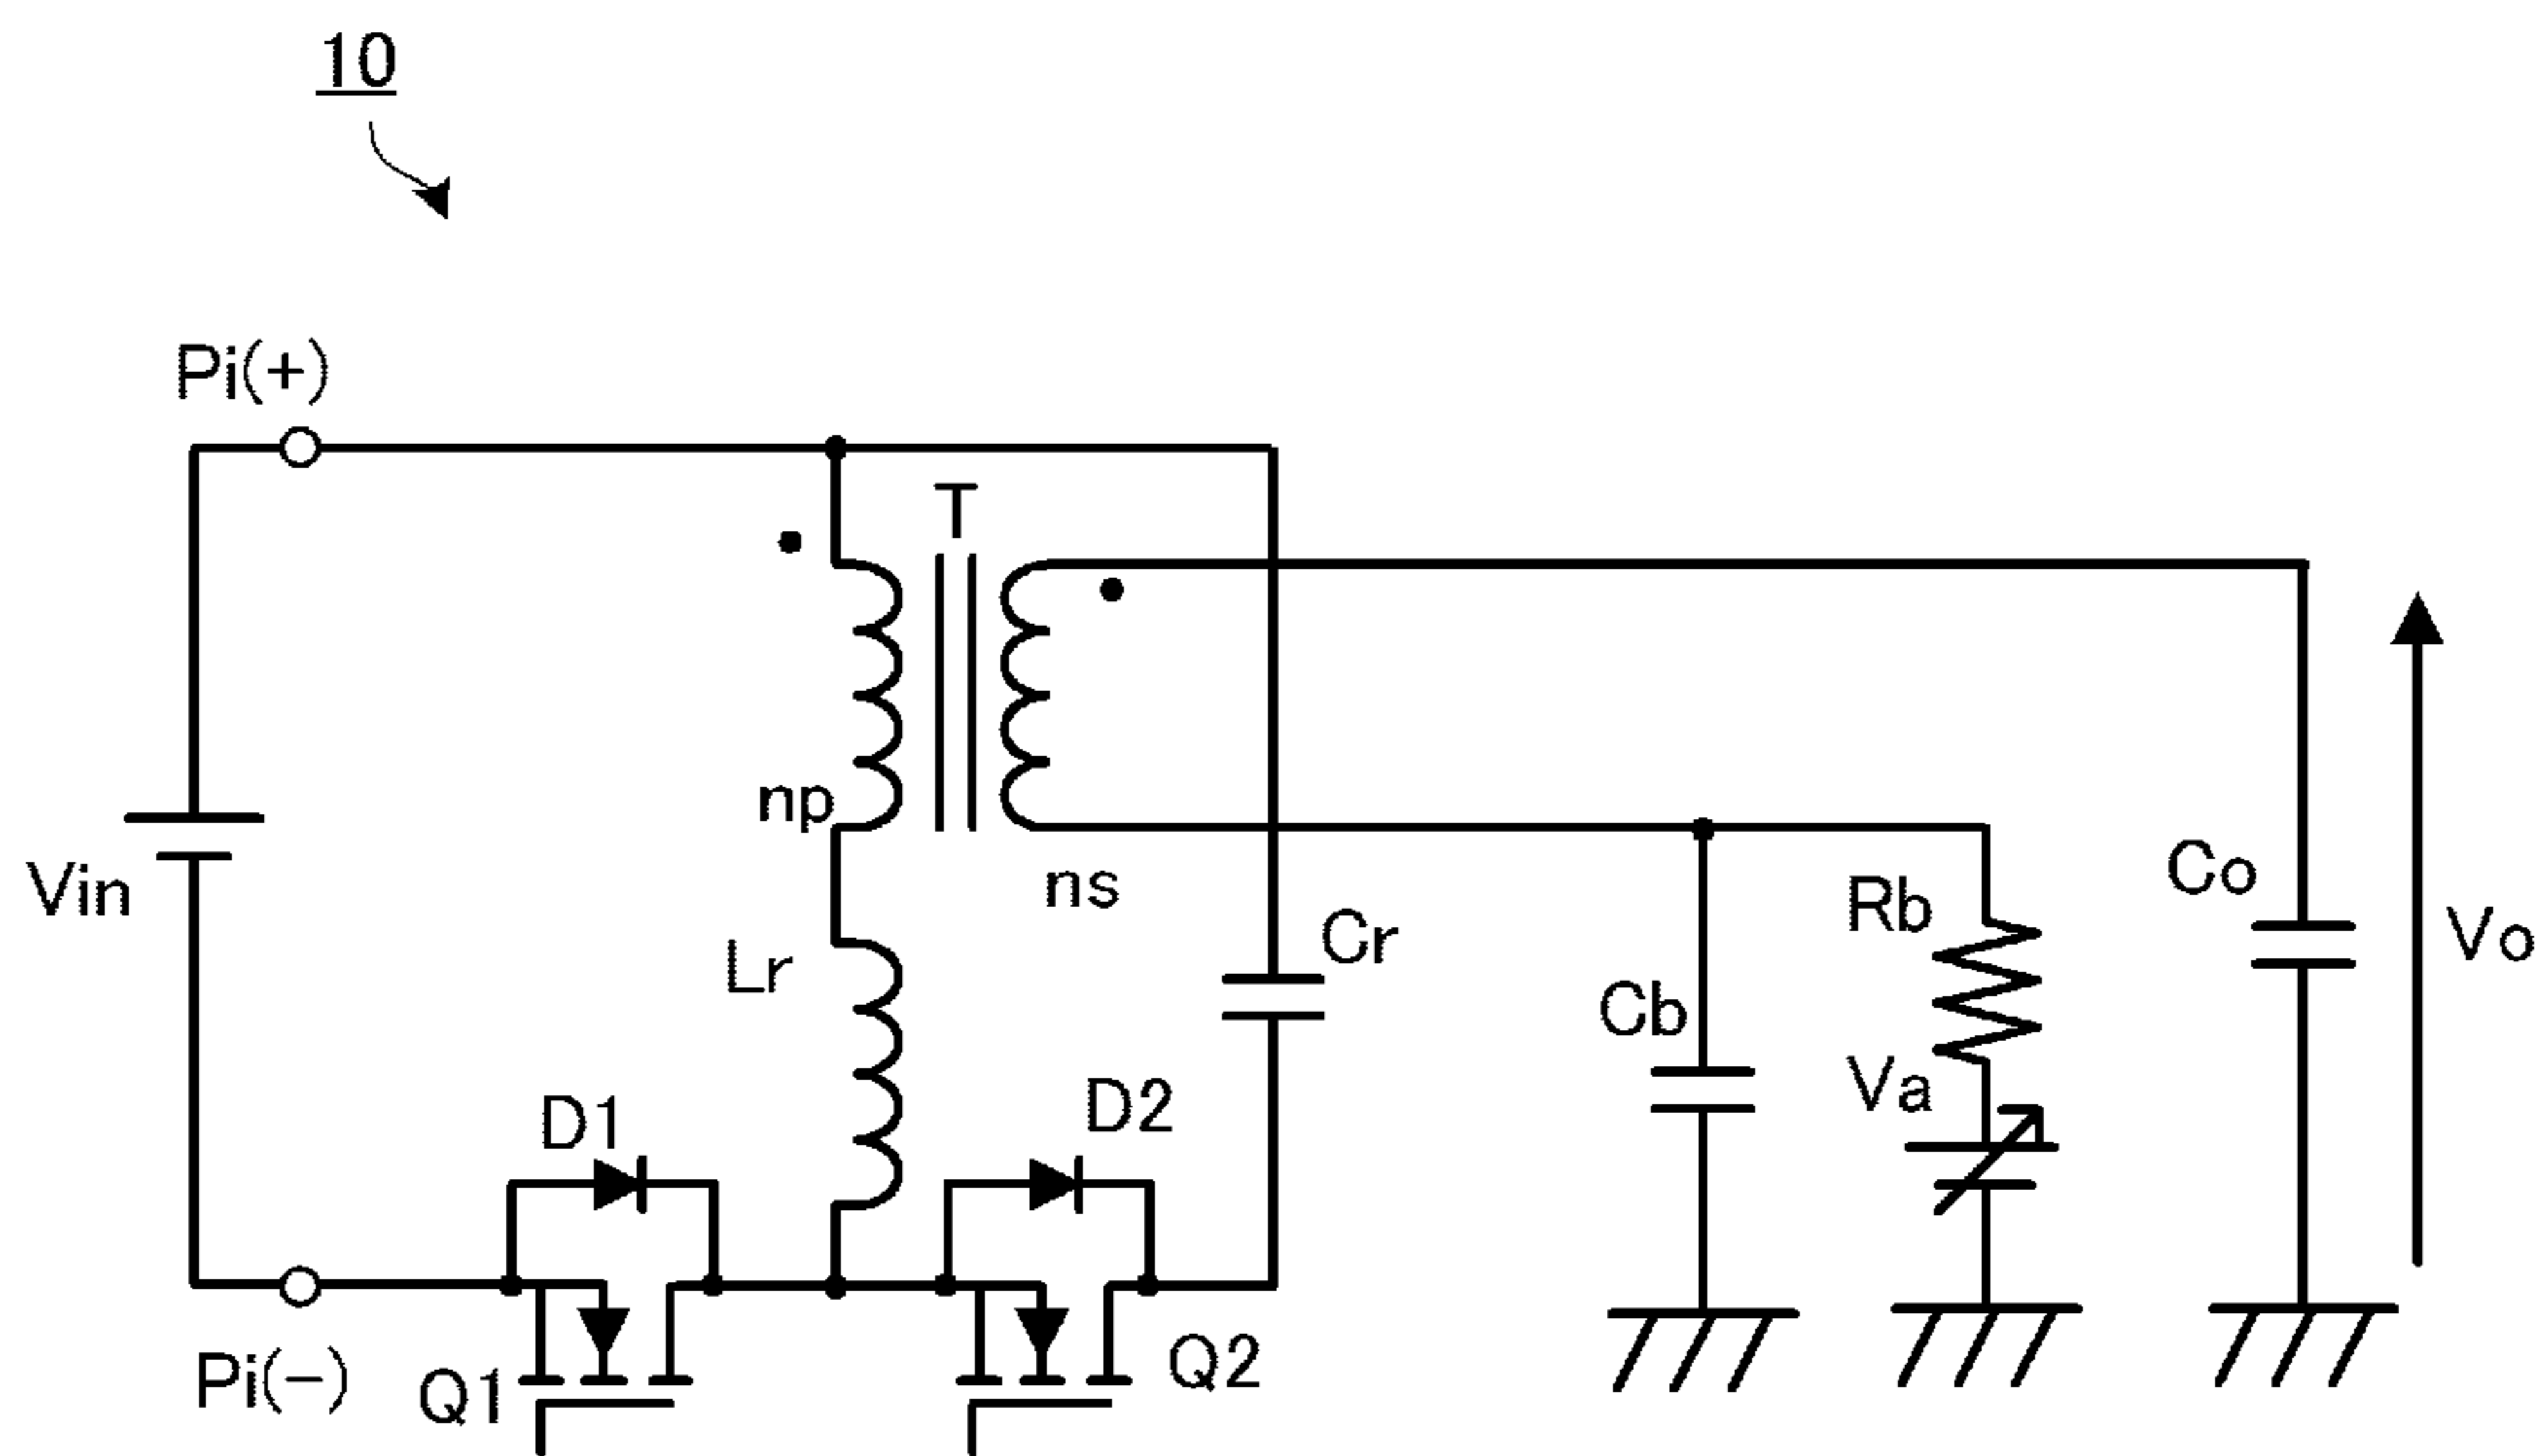 10
Pi(+)
T
np
Vin
ns
Co
Rb
Vo
Cr
Lr
Cb
Va
D1
D2
Pi(−)
Q1
Q2